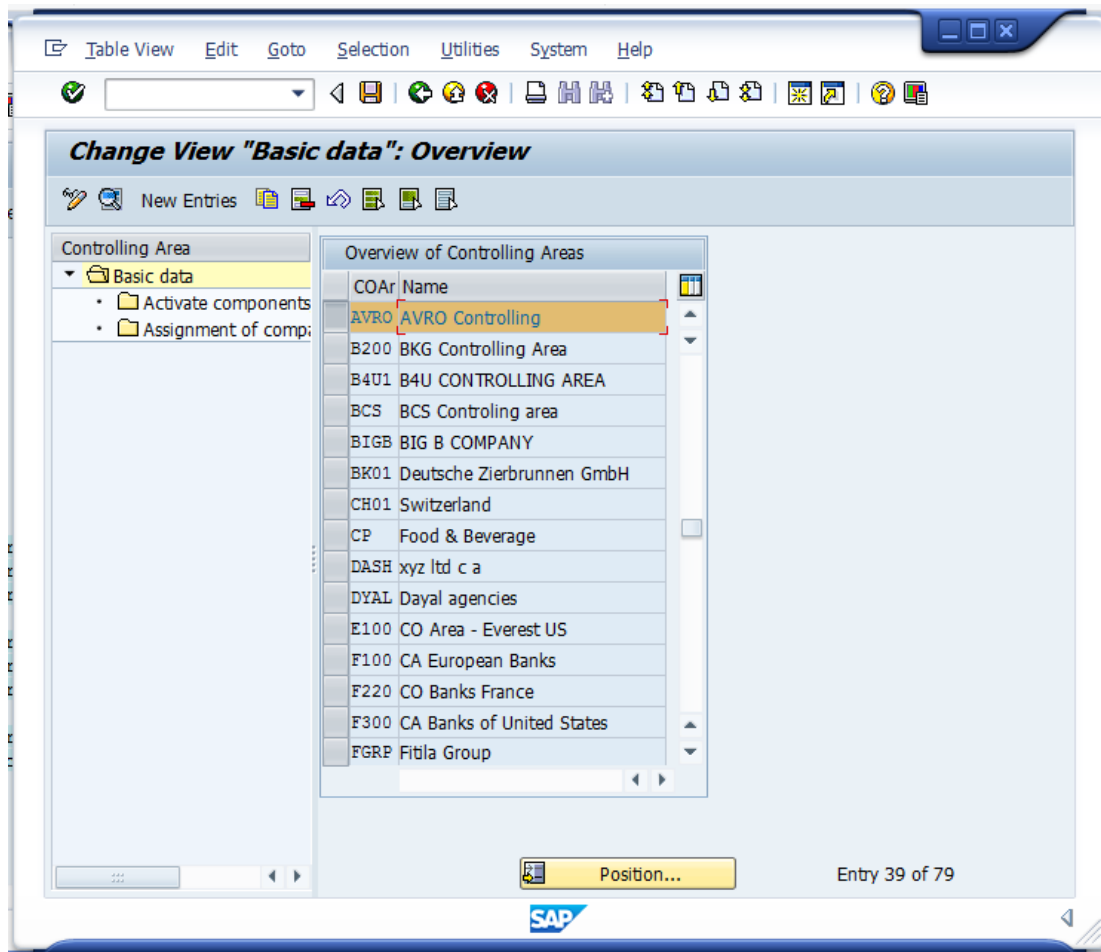 Table View Edit Goto Selection Utilities System Help
Change View "Basic data": Overview
New Entries
Controlling Area
Basic data
Activate components
Assignment of compa
Overview of Controlling Areas
COAr Name
AVRO AVRO Controlling
B200 BKG Controlling Area
B4U1 B4U CONTROLLING AREA
BCS BCS Controling area
BIGB BIG B COMPANY
BK01 Deutsche Zierbrunnen GmbH
CH01 Switzerland
CP Food & Beverage
DASH xyz ltd c a
DYAL Dayal agencies
E100 CO Area - Everest US
F100 CA European Banks
F220 CO Banks France
F300 CA Banks of United States
FGRP Fitila Group
Position... Entry 39 of 79
SAP